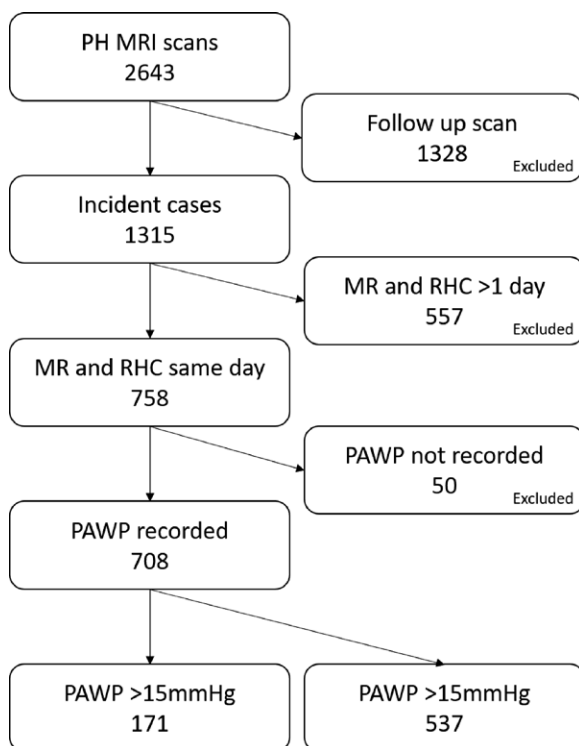 PH MRI scans
2643
Follow up scan
1328
Excluded
Incident cases
1315
MR and RHC >1 day
557
Excluded
MR and RHC same day
758
PAWP not recorded
50
Excluded
PAWP recorded
708
PAWP >15mmHg
171
PAWP >15mmHg
537